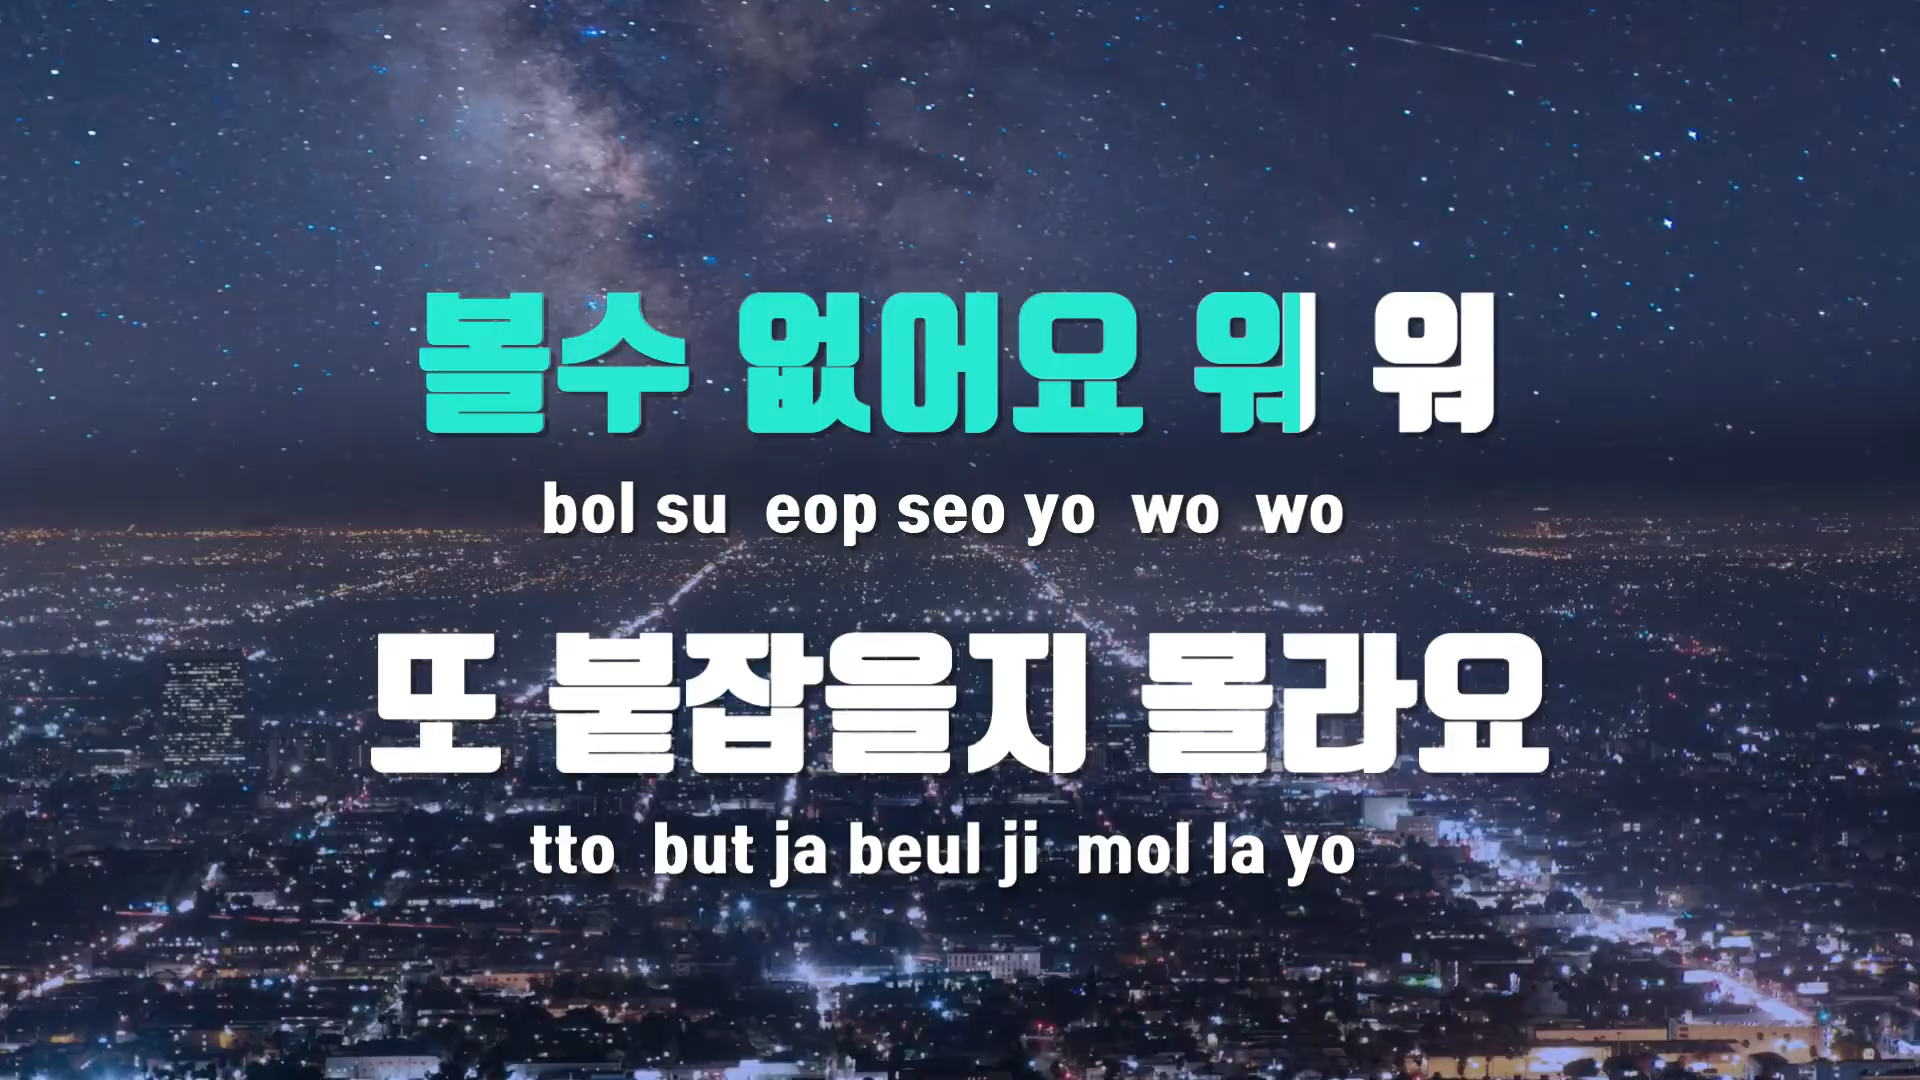 볼수 없어요 워 워
bol su eop seo yo wo wo
또 붙잡을지 몰라요
tto but ja beul ji mol la yo